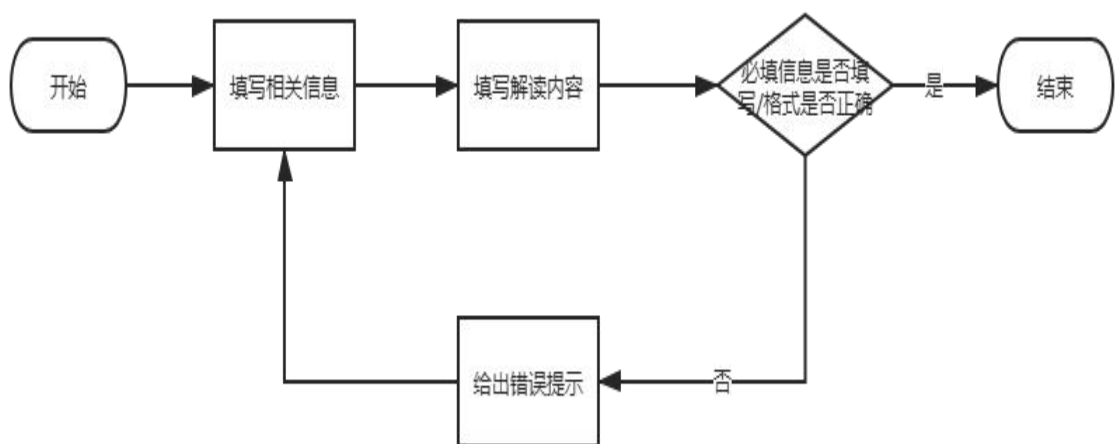 开始
填写相关信息
填写解读内容
必填信息是否填
写/格式是否正确
是
结束
给出错误提示
否